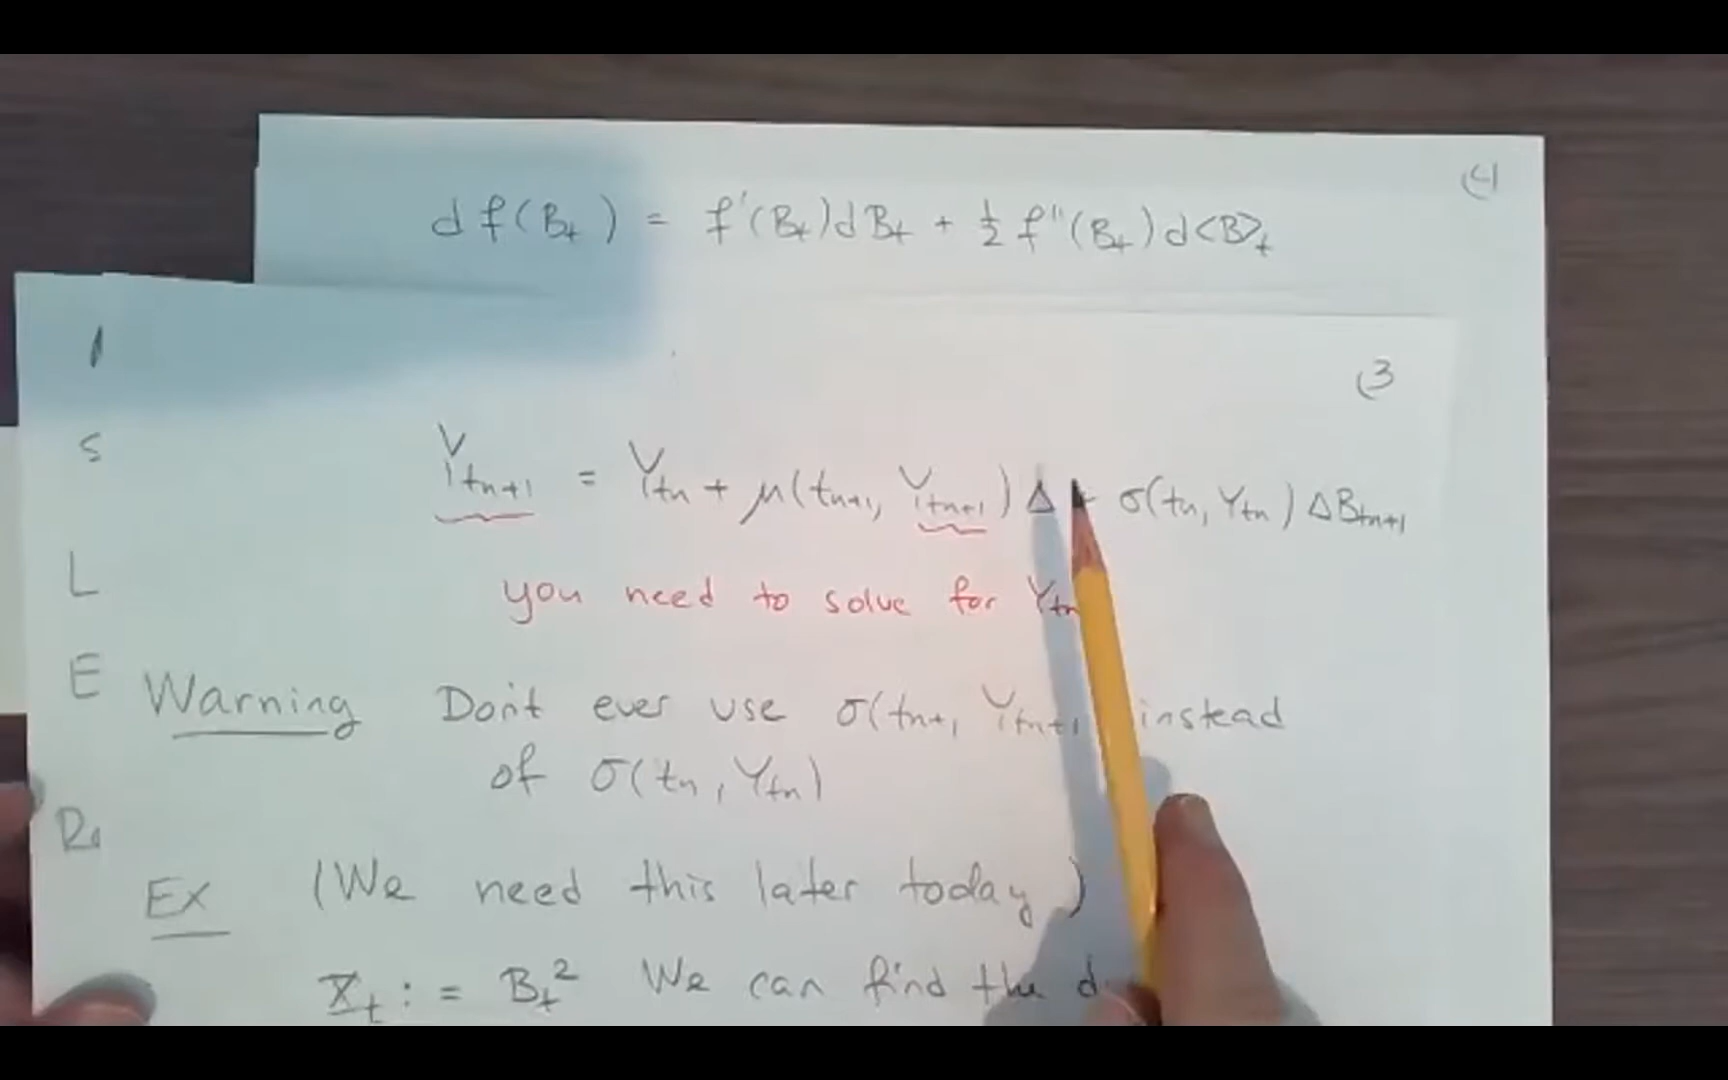 ④
df(B_t) = f'(B_t)dB_t + ½ f''(B_t)d<B>_t
③
Y_{tn+1} = Y_{tn} + μ(t_{n+1}, Y_{tn+1})Δ + σ(t_n, Y_{tn})ΔB_{tn+1}
you need to solve for
Warning Don't ever use σ(t_{n+1}, Y_{tn+1} instead
of σ(t_n, Y_{tn})
Ex (We need this later today)
X_t := B_t² We can find the
S
L
E
R